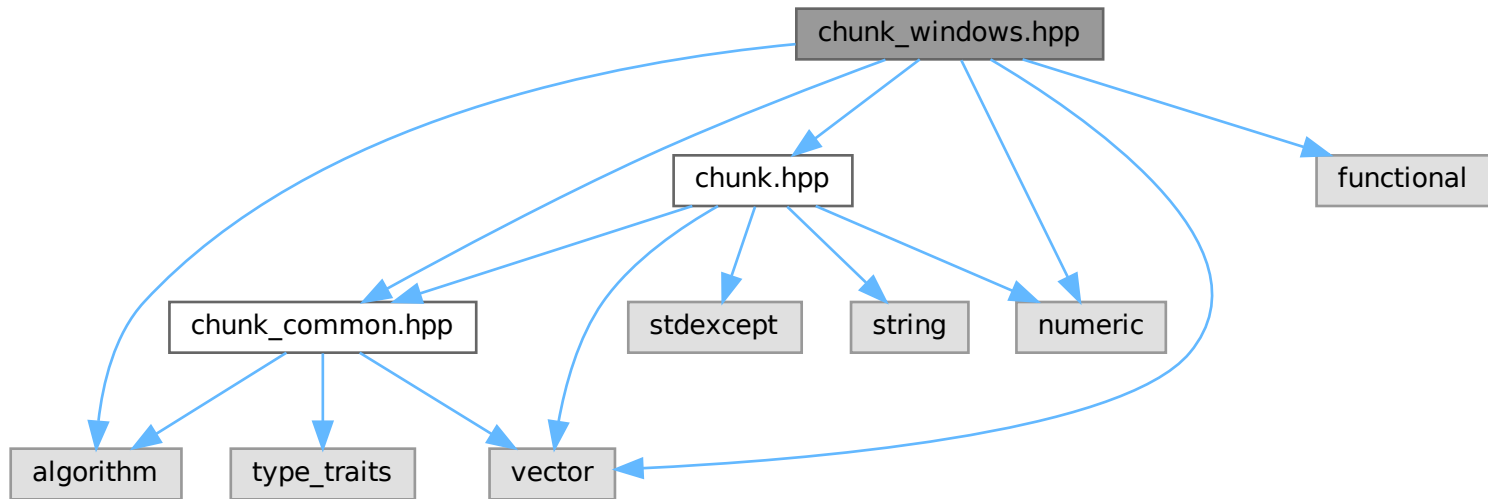 chunk_windows.hpp
chunk.hpp
functional
chunk_common.hpp
stdexcept
string
numeric
algorithm
type_traits
vector